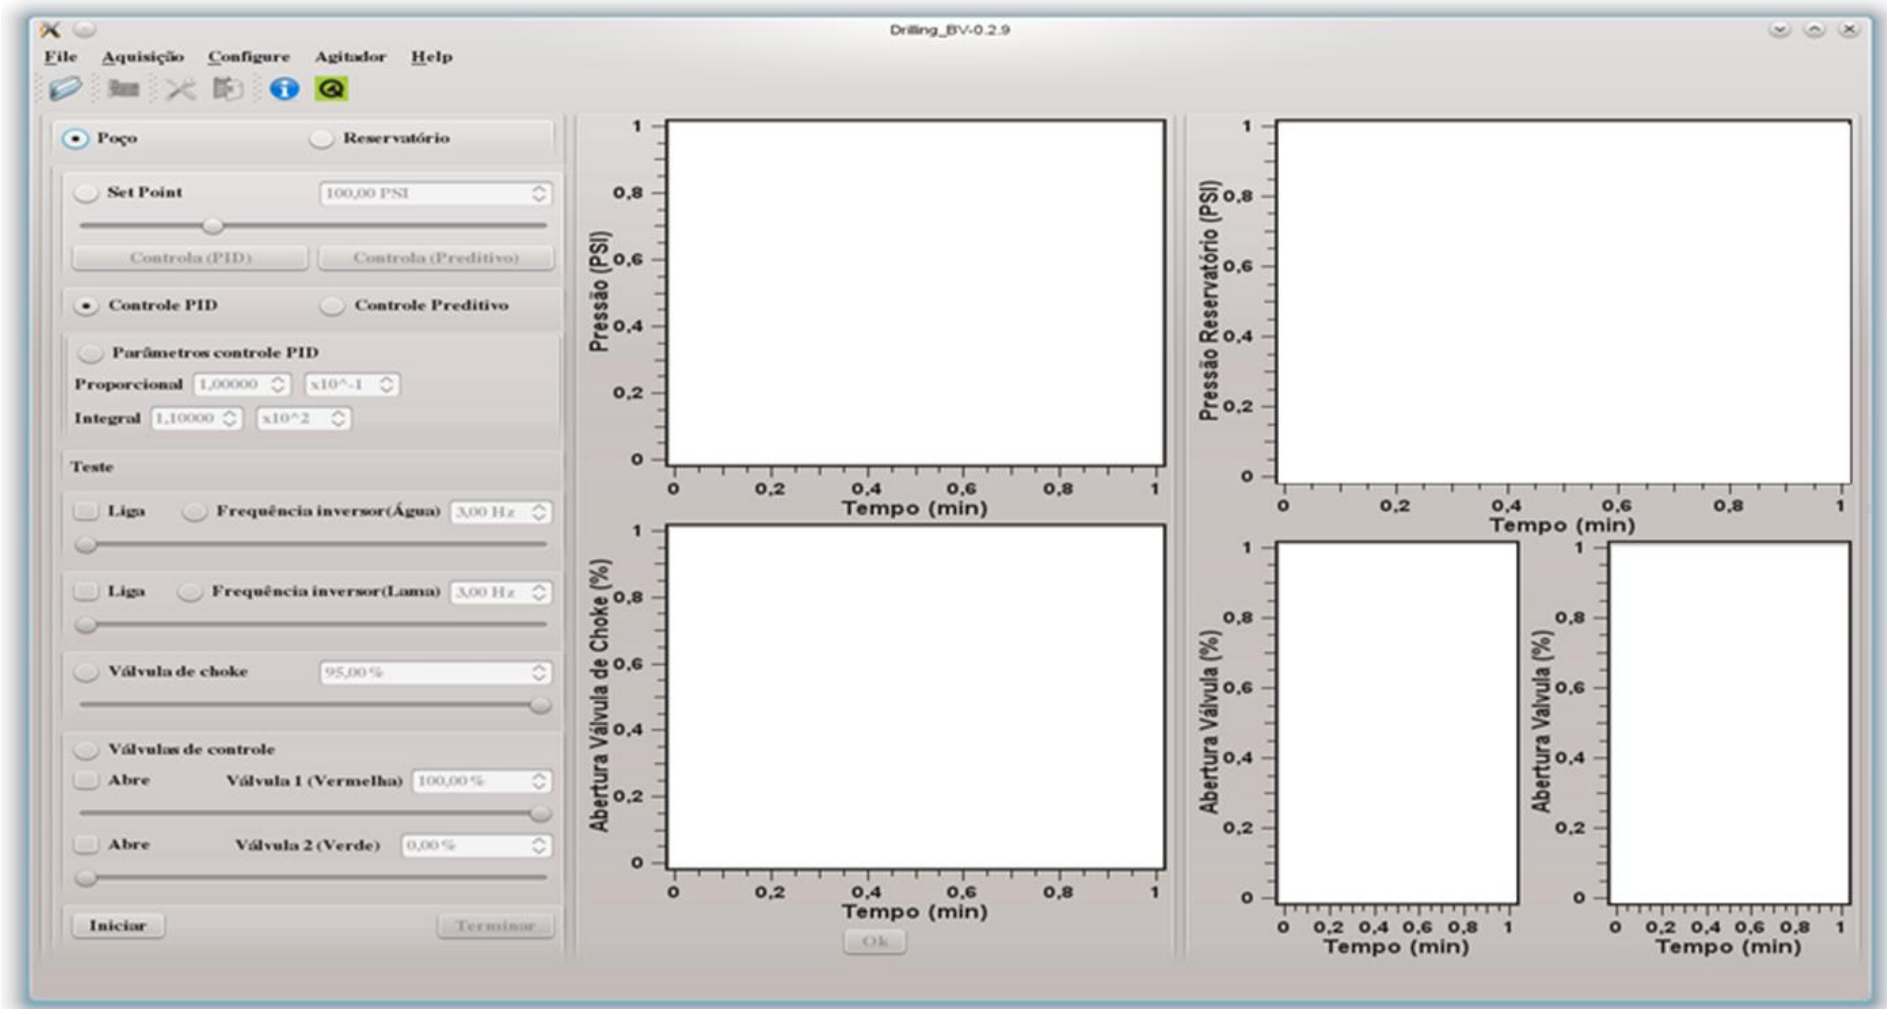 Drilling_BV-0.2.9
File Aquisição Configure Agitador Help
Poço Reservatório
Set Point 100,00 PSI
Controla (PID) Controla (Preditivo)
Controle PID Controle Preditivo
Parâmetros controle PID
Proporcional 1,00000 x10^-1
Integral 1,10000 x10^2
Teste
Liga Frequência inversor(Água) 3,00 Hz
Liga Frequência inversor(Lama) 3,00 Hz
Válvula de choke 95,00 %
Válvulas de controle
Abre Válvula 1 (Vermelha) 100,00 %
Abre Válvula 2 (Verde) 0,00 %
Iniciar Terminar
Pressão (PSI)
1
0,8
0,6
0,4
0,2
0
0 0,2 0,4 0,6 0,8 1
Tempo (min)
Abertura Válvula de Choke (%)
1
0,8
0,6
0,4
0,2
0
0 0,2 0,4 0,6 0,8 1
Tempo (min)
Ok
Pressão Reservatório (PSI)
1
0,8
0,6
0,4
0,2
0
0 0,2 0,4 0,6 0,8 1
Tempo (min)
Abertura Válvula (%)
1
0,8
0,6
0,4
0,2
0
0 0,2 0,4 0,6 0,8 1
Tempo (min)
Abertura Valvula (%)
1
0,8
0,6
0,4
0,2
0
0 0,2 0,4 0,6 0,8 1
Tempo (min)